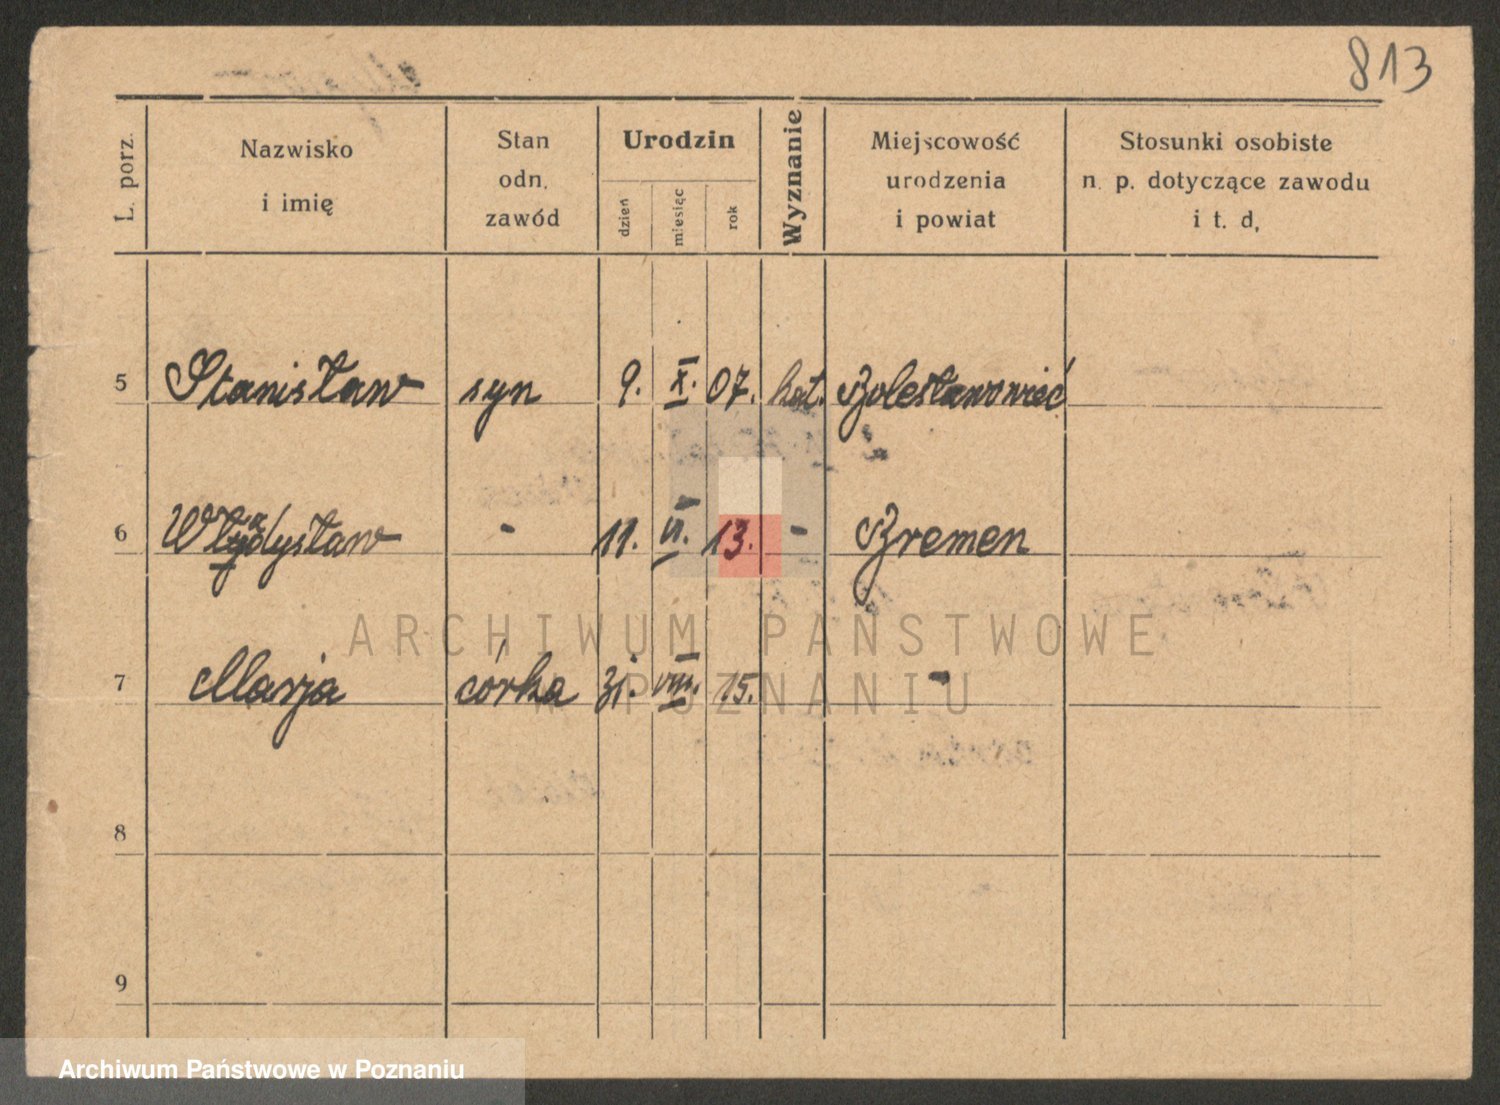 813
L. porz.
Nazwisko
i imię
Stan
odn.
zawód
Urodzin
dzień
miesiąc
rok
Wyznanie
Miejscowość
urodzenia
i powiat
Stosunki osobiste
n. p. dotyczące zawodu
i t. d,
5 Stanisław syn 9. X. 07. kat. Bolesławowieć
6 Władysław - 11. VI. 13. - Bremen
7 Marja córka 31. VIII. 15. -
8
9
ARCHIWUM PAŃSTWOWE
W POZNANIU
Archiwum Państwowe w Poznaniu